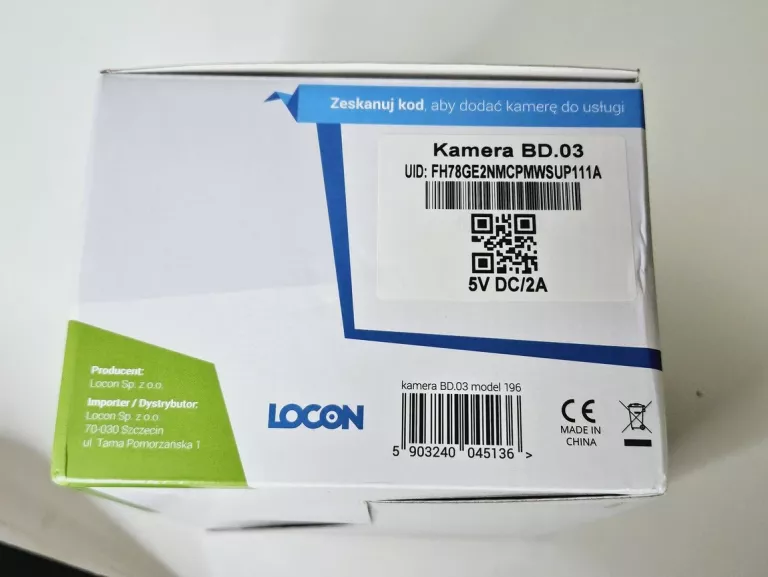 Zeskanuj kod, aby dodać kamerę do usługi
Kamera BD.03
UID: FH78GE2NMCPMWSUP111A
5V DC/2A
Producent:
Locon Sp. z o.o.
Importer / Dystrybutor:
Locon Sp. z o.o.
70-030 Szczecin
ul. Tama Pomorzańska 1
LOCON
kamera BD.03 model 196
5 903240 045136 >
CE
MADE IN
CHINA